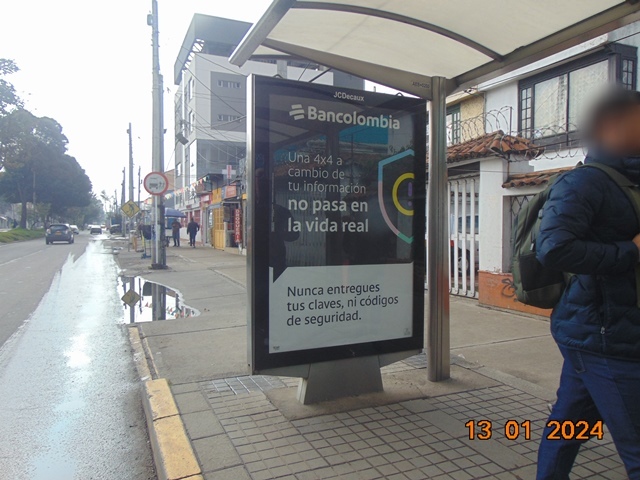 JCDecaux
Bancolombia
Una 4x4 a
cambio de
tu información
no pasa en
la vida real
Nunca entregues
tus claves, ni códigos
de seguridad.
13 01 2024